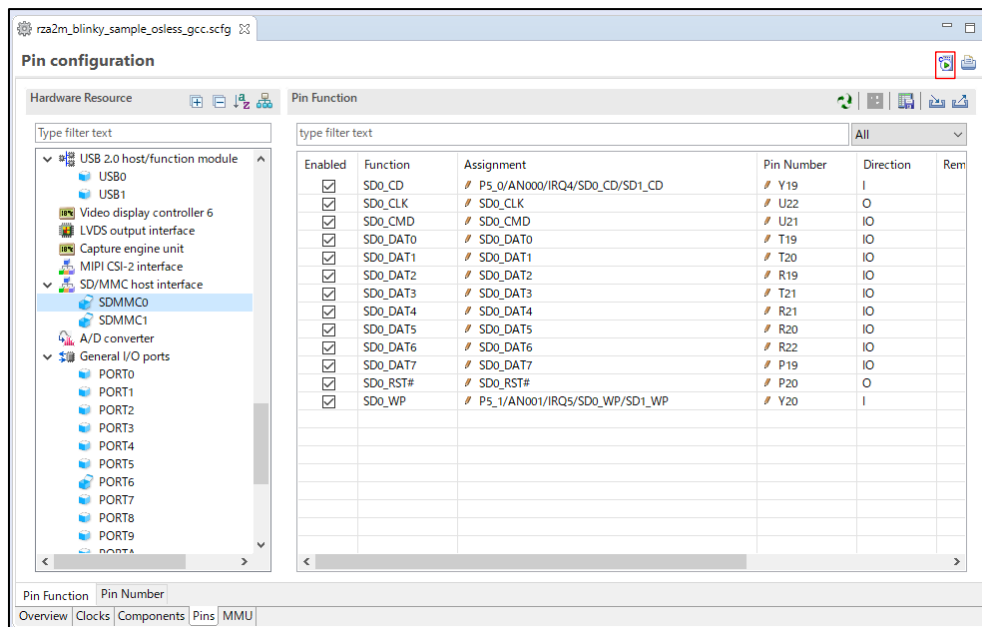 rza2m_blinky_sample_osless_gcc.scfg
Pin configuration
Hardware Resource
Type filter text
USB 2.0 host/function module
USB0
USB1
Video display controller 6
LVDS output interface
Capture engine unit
MIPI CSI-2 interface
SD/MMC host interface
SDMMC0
SDMMC1
A/D converter
General I/O ports
PORT0
PORT1
PORT2
PORT3
PORT4
PORT5
PORT6
PORT7
PORT8
PORT9
PORTA
Pin Function
type filter text All
Enabled Function Assignment Pin Number Direction Rem
SD0_CD P5_0/AN000/IRQ4/SD0_CD/SD1_CD Y19 I
SD0_CLK SD0_CLK U22 O
SD0_CMD SD0_CMD U21 IO
SD0_DAT0 SD0_DAT0 T19 IO
SD0_DAT1 SD0_DAT1 T20 IO
SD0_DAT2 SD0_DAT2 R19 IO
SD0_DAT3 SD0_DAT3 T21 IO
SD0_DAT4 SD0_DAT4 R21 IO
SD0_DAT5 SD0_DAT5 R20 IO
SD0_DAT6 SD0_DAT6 R22 IO
SD0_DAT7 SD0_DAT7 P19 IO
SD0_RST# SD0_RST# P20 O
SD0_WP P5_1/AN001/IRQ5/SD0_WP/SD1_WP Y20 I
Pin Function Pin Number
Overview Clocks Components Pins MMU